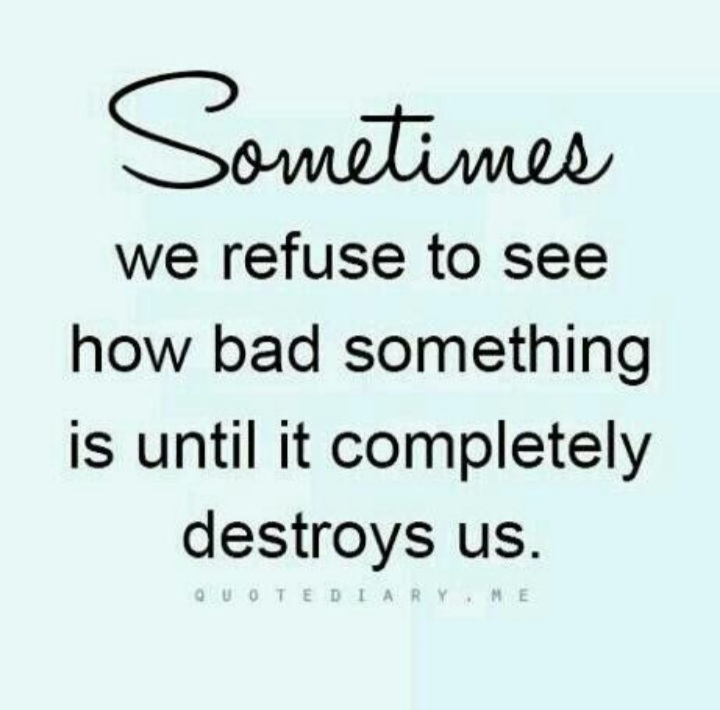 Sometimes
we refuse to see
how bad something
is until it completely
destroys us.
QUOTEDIARY.ME